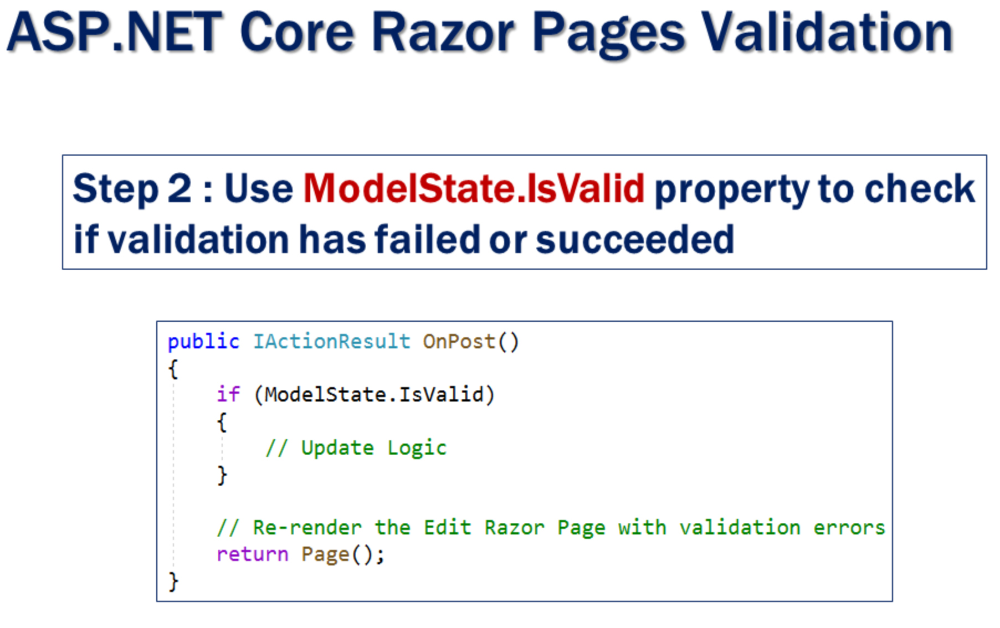 ASP.NET Core Razor Pages Validation
Step 2 : Use ModelState.IsValid property to check
if validation has failed or succeeded
public IActionResult OnPost()
{
    if (ModelState.IsValid)
    {
        // Update Logic
    }
    // Re-render the Edit Razor Page with validation errors
    return Page();
}